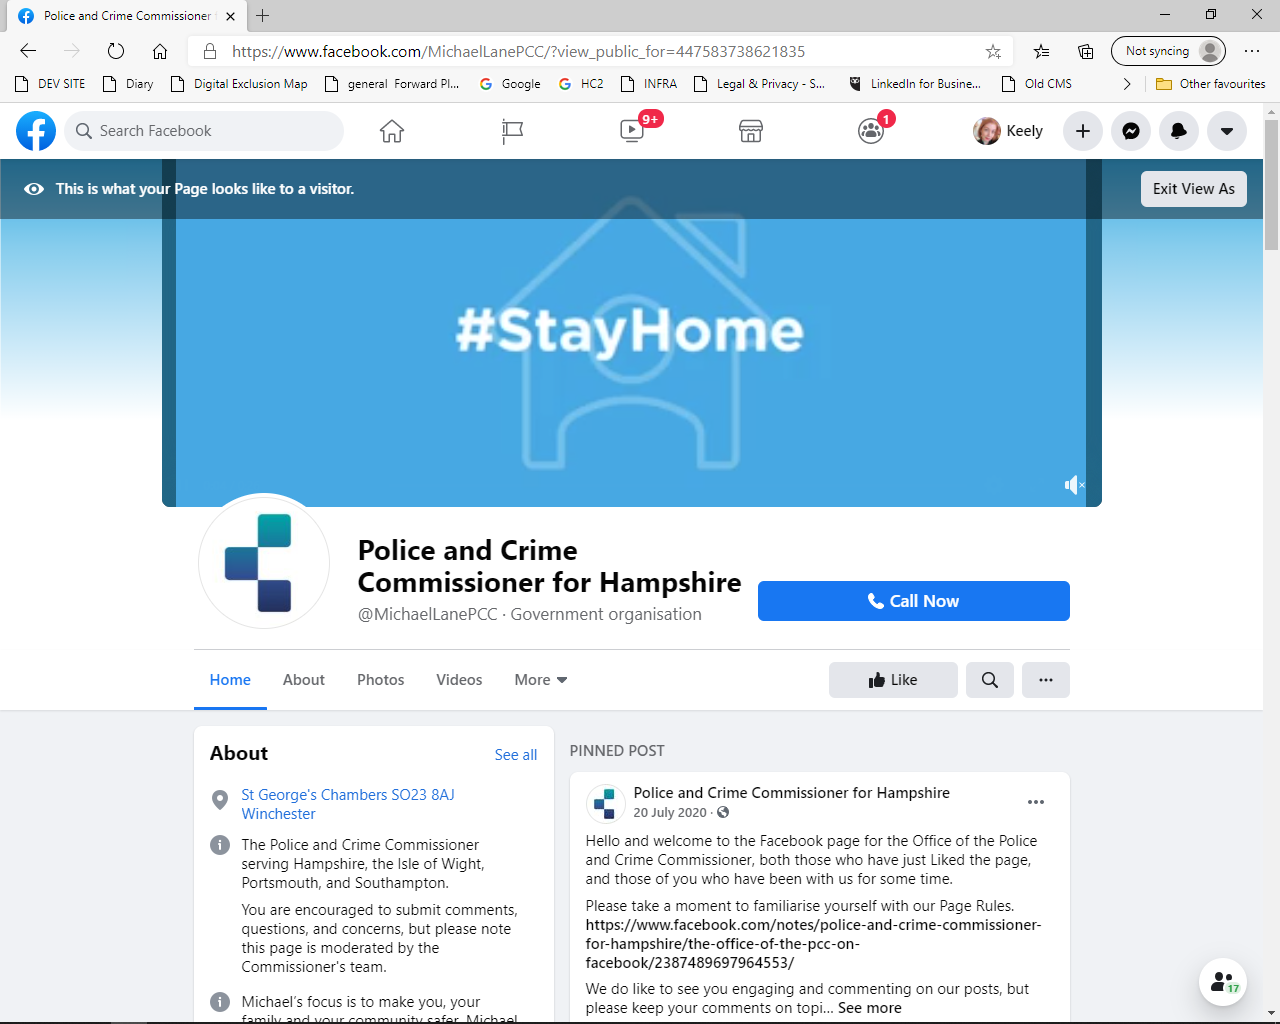 Police and Crime Commissioner
https://www.facebook.com/MichaelLanePCC/?view_public_for=447583738621835
Not syncing
DEV SITE
Diary
Digital Exclusion Map
general Forward Pl...
Google
HC2
INFRA
Legal & Privacy - S...
LinkedIn for Busine...
Old CMS
Other favourites
Search Facebook
9+
1
Keely
This is what your Page looks like to a visitor.
Exit View As
#StayHome
Police and Crime
Commissioner for Hampshire
@MichaelLanePCC · Government organisation
Call Now
Home
About
Photos
Videos
More
Like
About
See all
St George's Chambers SO23 8AJ
Winchester
The Police and Crime Commissioner
serving Hampshire, the Isle of Wight,
Portsmouth, and Southampton.
You are encouraged to submit comments,
questions, and concerns, but please note
this page is moderated by the
Commissioner's team.
Michael's focus is to make you, your
family and your community safer. Michael
PINNED POST
Police and Crime Commissioner for Hampshire
20 July 2020 ·
Hello and welcome to the Facebook page for the Office of the Police
and Crime Commissioner, both those who have just Liked the page,
and those of you who have been with us for some time.
Please take a moment to familiarise yourself with our Page Rules.
https://www.facebook.com/notes/police-and-crime-commissioner-
for-hampshire/the-office-of-the-pcc-on-
facebook/2387489697964553/
We do like to see you engaging and commenting on our posts, but
please keep your comments on topi... See more
17